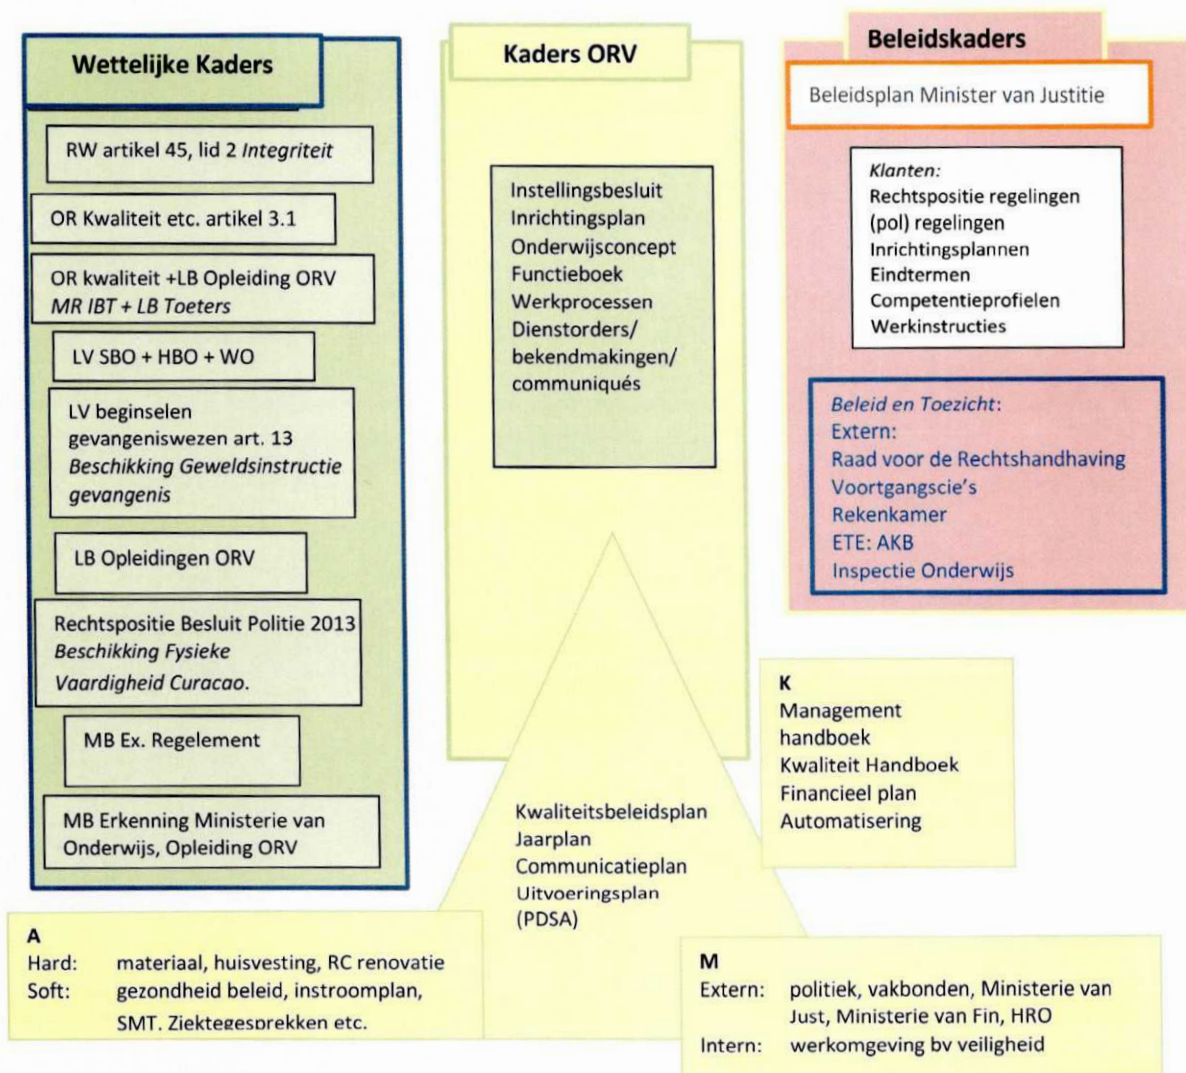 Wettelijke Kaders
RW artikel 45, lid 2 Integriteit
OR Kwaliteit etc. artikel 3.1
OR kwaliteit +LB Opleiding ORV
MR IBT + LB Toeters
LV SBO + HBO + WO
LV beginselen
gevangeniswezen art. 13
Beschikking Geweldsinstructie
gevangenis
LB Opleidingen ORV
Rechtspositie Besluit Politie 2013
Beschikking Fysieke
Vaardigheid Curacao.
MB Ex. Regelement
MB Erkenning Ministerie van
Onderwijs, Opleiding ORV
Kaders ORV
Instellingsbesluit
Inrichtingsplan
Onderwijsconcept
Functieboek
Werkprocessen
Dienstorders/
bekendmakingen/
communiqués
Beleidskaders
Beleidsplan Minister van Justitie
Klanten:
Rechtspositie regelingen
(pol) regelingen
Inrichtingsplannen
Eindtermen
Competentieprofielen
Werkinstructies
Beleid en Toezicht:
Extern:
Raad voor de Rechtshandhaving
Voortgangscie's
Rekenkamer
ETE: AKB
Inspectie Onderwijs
K
Management
handboek
Kwaliteit Handboek
Financieel plan
Automatisering
Kwaliteitsbeleidsplan
Jaarplan
Communicatieplan
Uitvoeringsplan
(PDSA)
A
Hard: materiaal, huisvesting, RC renovatie
Soft: gezondheid beleid, instroomplan,
SMT. Ziektegesprekken etc.
M
Extern: politiek, vakbonden, Ministerie van
Just, Ministerie van Fin, HRO
Intern: werkomgeving bv veiligheid